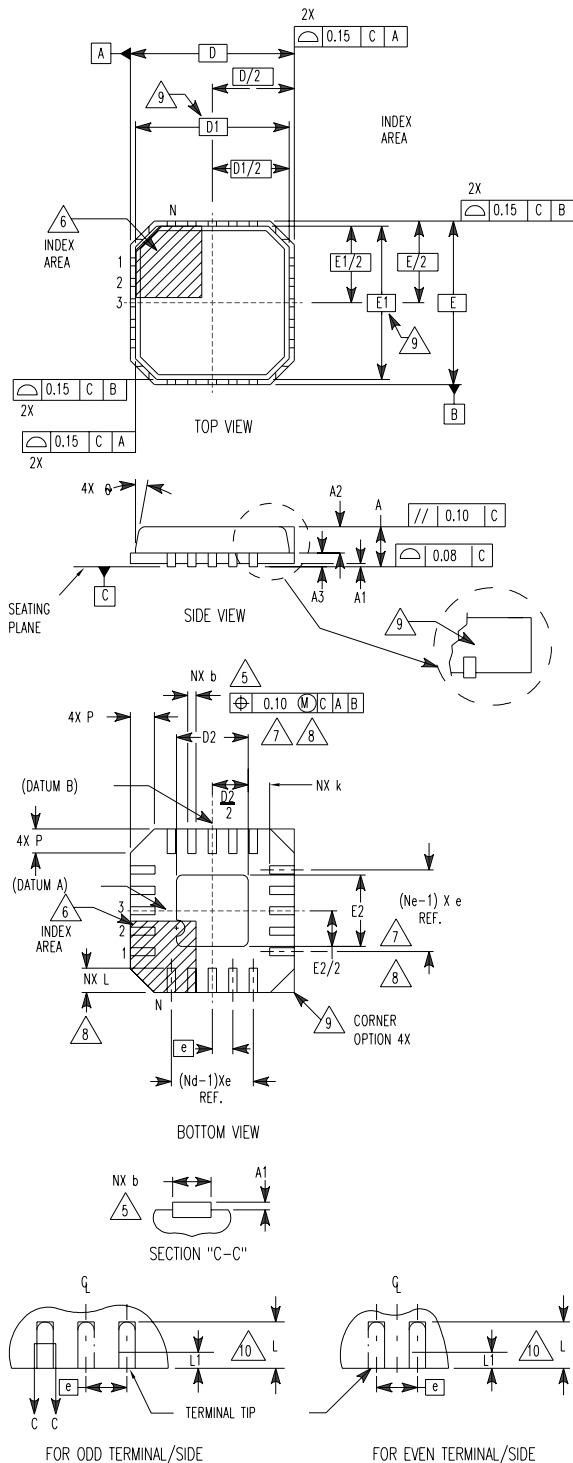 2X
0.15 C A
A
D
D/2
9
D1
INDEX
AREA
D1/2
2X
0.15 C B
6
N
INDEX
AREA
1
2
3
E1/2
E/2
E1
E
9
0.15 C B
2X
B
0.15 C A
2X
TOP VIEW
4X θ
A2
A
// 0.10 C
0.08 C
C
A3
A1
SEATING
PLANE
SIDE VIEW
9
NX b
5
0.10 M C A B
4X P
D2
7
8
(DATUM B)
D2
2
NX k
4X P
(DATUM A)
6
INDEX
AREA
3
2
1
E2
(Ne-1) X e
REF.
7
E2/2
8
NX L
8
N
9
CORNER
OPTION 4X
e
(Nd-1)Xe
REF.
BOTTOM VIEW
NX b
A1
5
SECTION "C-C"
CL
CL
10
L
L1
10
L
L1
e
e
C C
TERMINAL TIP
FOR ODD TERMINAL/SIDE
FOR EVEN TERMINAL/SIDE